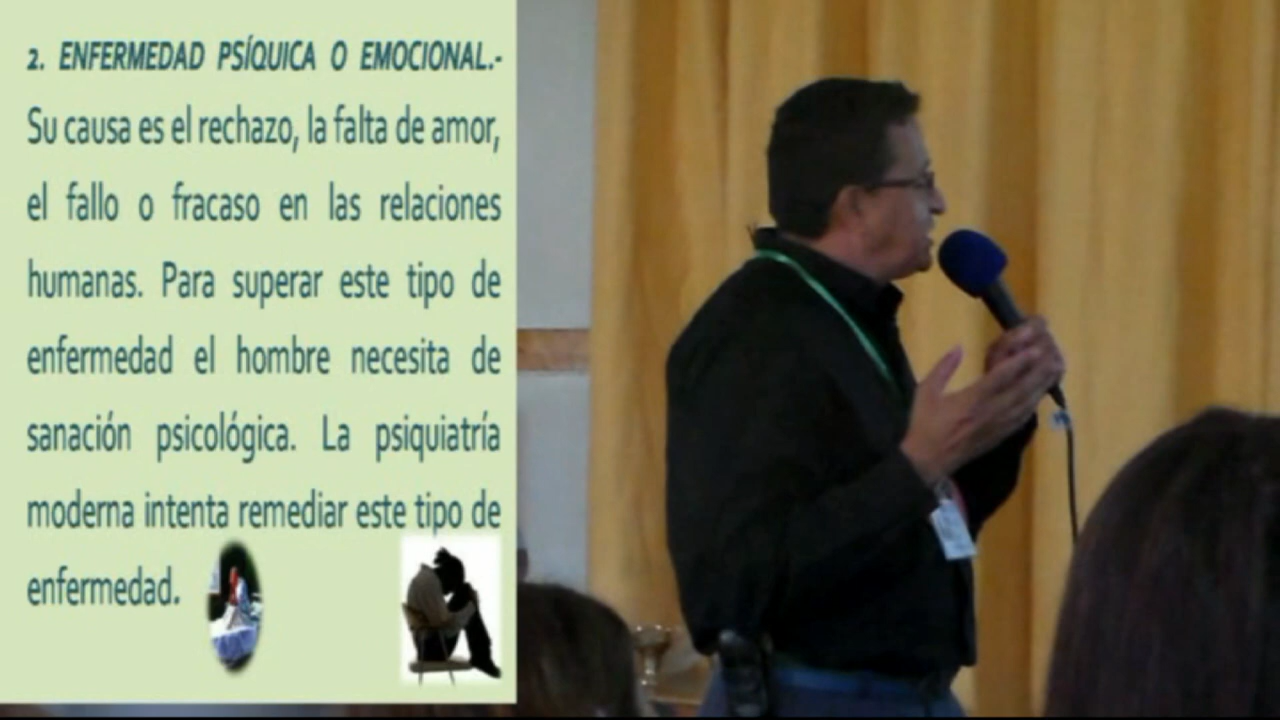 2. ENFERMEDAD PSÍQUICA O EMOCIONAL.-
Su causa es el rechazo, la falta de amor,
el fallo o fracaso en las relaciones
humanas. Para superar este tipo de
enfermedad el hombre necesita de
sanación psicológica. La psiquiatría
moderna intenta remediar este tipo de
enfermedad.